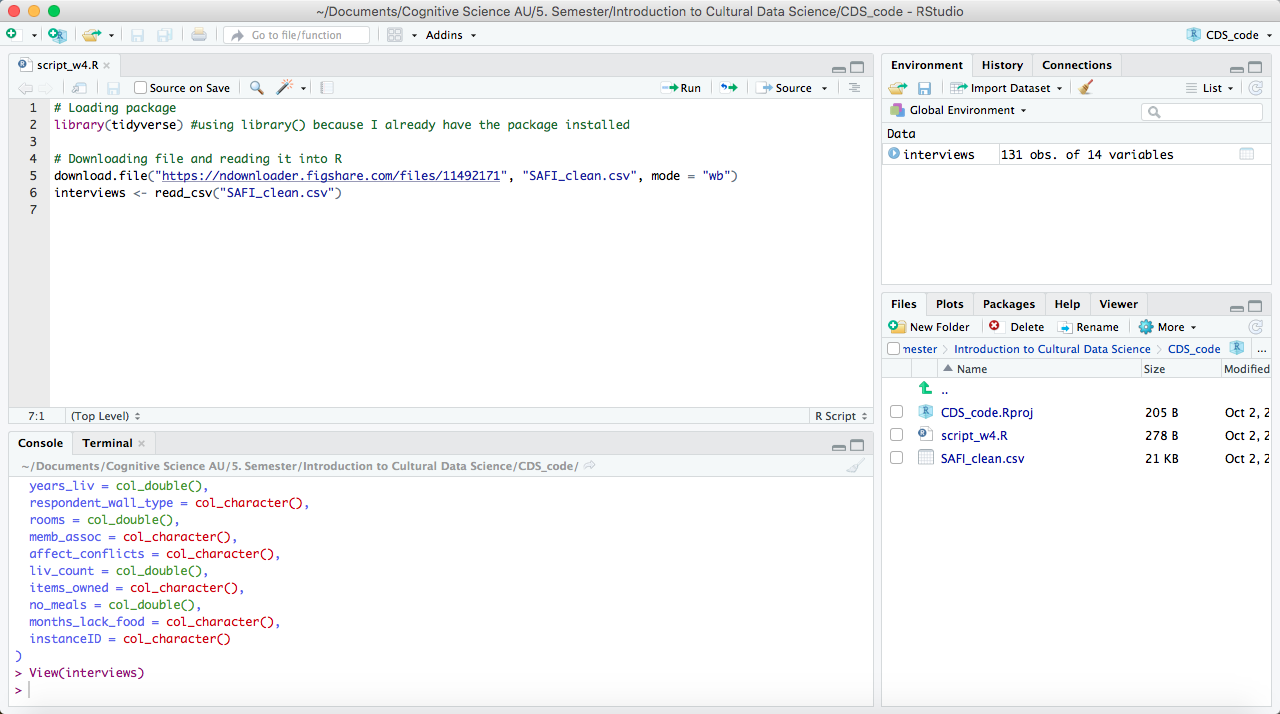 ~/Documents/Cognitive Science AU/5. Semester/Introduction to Cultural Data Science/CDS_code - RStudio
Go to file/function
Addins
CDS_code
script_w4.R
Source on Save
Run
Source
1 # Loading package
2 library(tidyverse) #using library() because I already have the package installed
3
4 # Downloading file and reading it into R
5 download.file("https://ndownloader.figshare.com/files/11492171", "SAFI_clean.csv", mode = "wb")
6 interviews <- read_csv("SAFI_clean.csv")
7
7:1 (Top Level) R Script
Console Terminal
~/Documents/Cognitive Science AU/5. Semester/Introduction to Cultural Data Science/CDS_code/
years_liv = col_double(),
respondent_wall_type = col_character(),
rooms = col_double(),
memb_assoc = col_character(),
affect_conflicts = col_character(),
liv_count = col_double(),
items_owned = col_character(),
no_meals = col_double(),
months_lack_food = col_character(),
instanceID = col_character()
)
> View(interviews)
>
Environment History Connections
Import Dataset List
Global Environment
Data
interviews 131 obs. of 14 variables
Files Plots Packages Help Viewer
New Folder Delete Rename More
mester Introduction to Cultural Data Science CDS_code ...
Name Size Modified
..
CDS_code.Rproj 205 B Oct 2, 2
script_w4.R 278 B Oct 2, 2
SAFI_clean.csv 21 KB Oct 2, 2